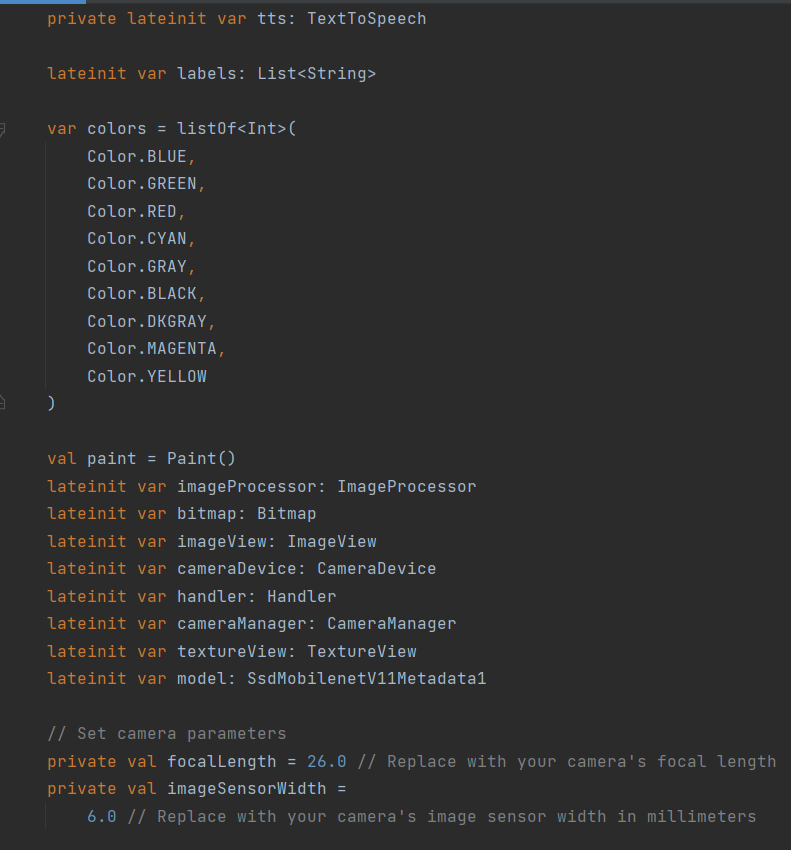 private lateinit var tts: TextToSpeech
lateinit var labels: List<String>
var colors = listOf<Int>(
Color.BLUE,
Color.GREEN,
Color.RED,
Color.CYAN,
Color.GRAY,
Color.BLACK,
Color.DKGRAY,
Color.MAGENTA,
Color.YELLOW
)
val paint = Paint()
lateinit var imageProcessor: ImageProcessor
lateinit var bitmap: Bitmap
lateinit var imageView: ImageView
lateinit var cameraDevice: CameraDevice
lateinit var handler: Handler
lateinit var cameraManager: CameraManager
lateinit var textureView: TextureView
lateinit var model: SsdMobilenetV11Metadata1
// Set camera parameters
private val focalLength = 26.0 // Replace with your camera's focal length
private val imageSensorWidth =
6.0 // Replace with your camera's image sensor width in millimeters